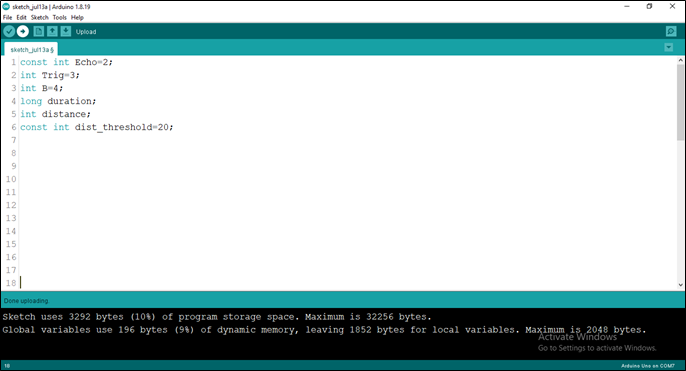 sketch_jul13a | Arduino 1.8.19
File Edit Sketch Tools Help
Upload
sketch_jul13a §
1 const int Echo=2;
2 int Trig=3;
3 int B=4;
4 long duration;
5 int distance;
6 const int dist_threshold=20;
7
8
9
10
11
12
13
14
15
16
17
18
Done uploading.
Sketch uses 3292 bytes (10%) of program storage space. Maximum is 32256 bytes.
Global variables use 196 bytes (9%) of dynamic memory, leaving 1852 bytes for local variables. Maximum is 2048 bytes.
Activate Windows
Go to Settings to activate Windows.
18
Arduino Uno on COM7